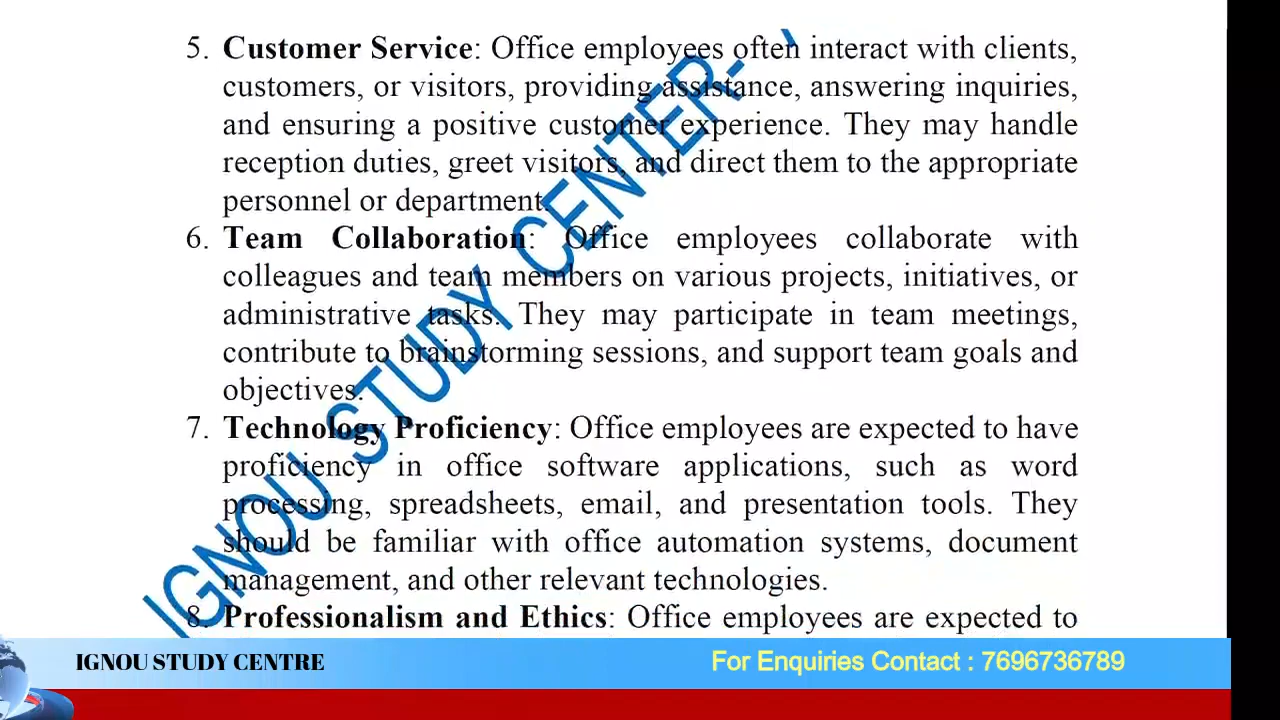 5. Customer Service: Office employees often interact with clients,
customers, or visitors, providing assistance, answering inquiries,
and ensuring a positive customer experience. They may handle
reception duties, greet visitors, and direct them to the appropriate
personnel or department.
6. Team Collaboration: Office employees collaborate with
colleagues and team members on various projects, initiatives, or
administrative tasks. They may participate in team meetings,
contribute to brainstorming sessions, and support team goals and
objectives.
7. Technology Proficiency: Office employees are expected to have
proficiency in office software applications, such as word
processing, spreadsheets, email, and presentation tools. They
should be familiar with office automation systems, document
management, and other relevant technologies.
8. Professionalism and Ethics: Office employees are expected to
IGNOU STUDY CENTER-
IGNOU STUDY CENTRE
For Enquiries Contact : 7696736789